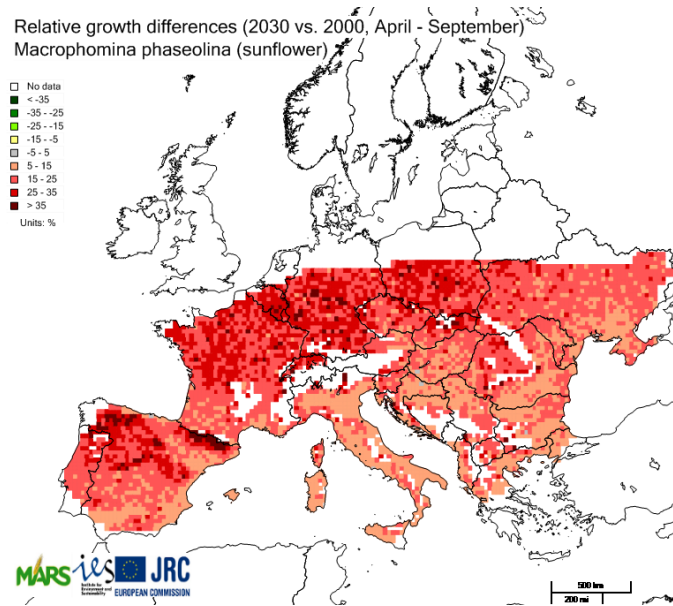 Relative growth differences (2030 vs. 2000, April - September)
Macrophomina phaseolina (sunflower)
No data
< -35
-35 - -25
-25 - -15
-15 - -5
-5 - 5
5 - 15
15 - 25
25 - 35
> 35
Units: %
MARS ies JRC
Institute for
Environment and
Sustainability
EUROPEAN COMMISSION
500 km
200 mi